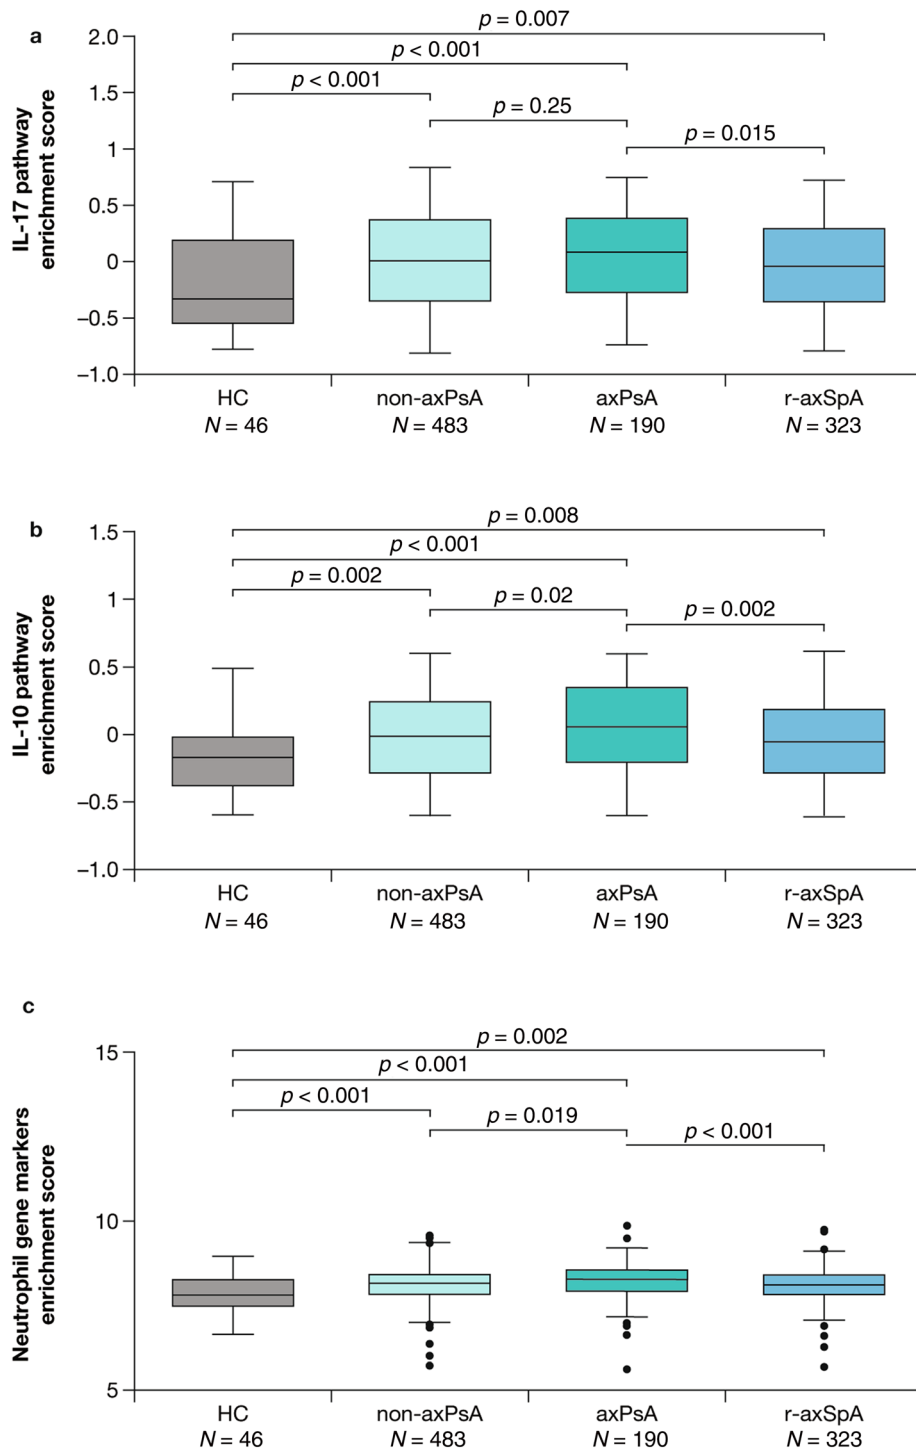 a
p = 0.007
p < 0.001
p < 0.001
p = 0.25
p = 0.015
IL-17 pathway
enrichment score
2.0
1.5
1
0.5
0
−0.5
−1.0
HC non-axPsA axPsA r-axSpA
N = 46 N = 483 N = 190 N = 323
b
p = 0.008
p < 0.001
p = 0.002
p = 0.02
p = 0.002
IL-10 pathway
enrichment score
1.5
1
0.5
0
−0.5
−1.0
HC non-axPsA axPsA r-axSpA
N = 46 N = 483 N = 190 N = 323
c
p = 0.002
p < 0.001
p < 0.001
p = 0.019
p < 0.001
Neutrophil gene markers
enrichment score
15
10
5
HC non-axPsA axPsA r-axSpA
N = 46 N = 483 N = 190 N = 323